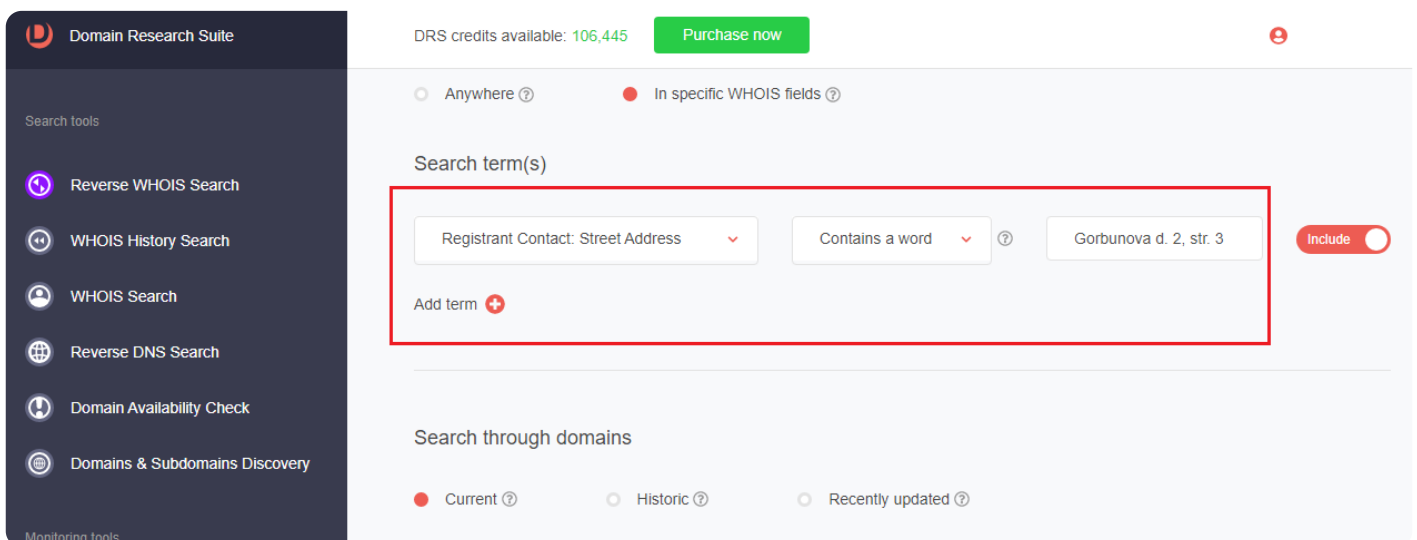 Domain Research Suite
DRS credits available: 106,445
Purchase now
Search tools
Reverse WHOIS Search
WHOIS History Search
WHOIS Search
Reverse DNS Search
Domain Availability Check
Domains & Subdomains Discovery
Monitoring tools
Anywhere ?
In specific WHOIS fields ?
Search term(s)
Registrant Contact: Street Address
Contains a word
?
Gorbunova d. 2, str. 3
Include
Add term
Search through domains
Current ?
Historic ?
Recently updated ?